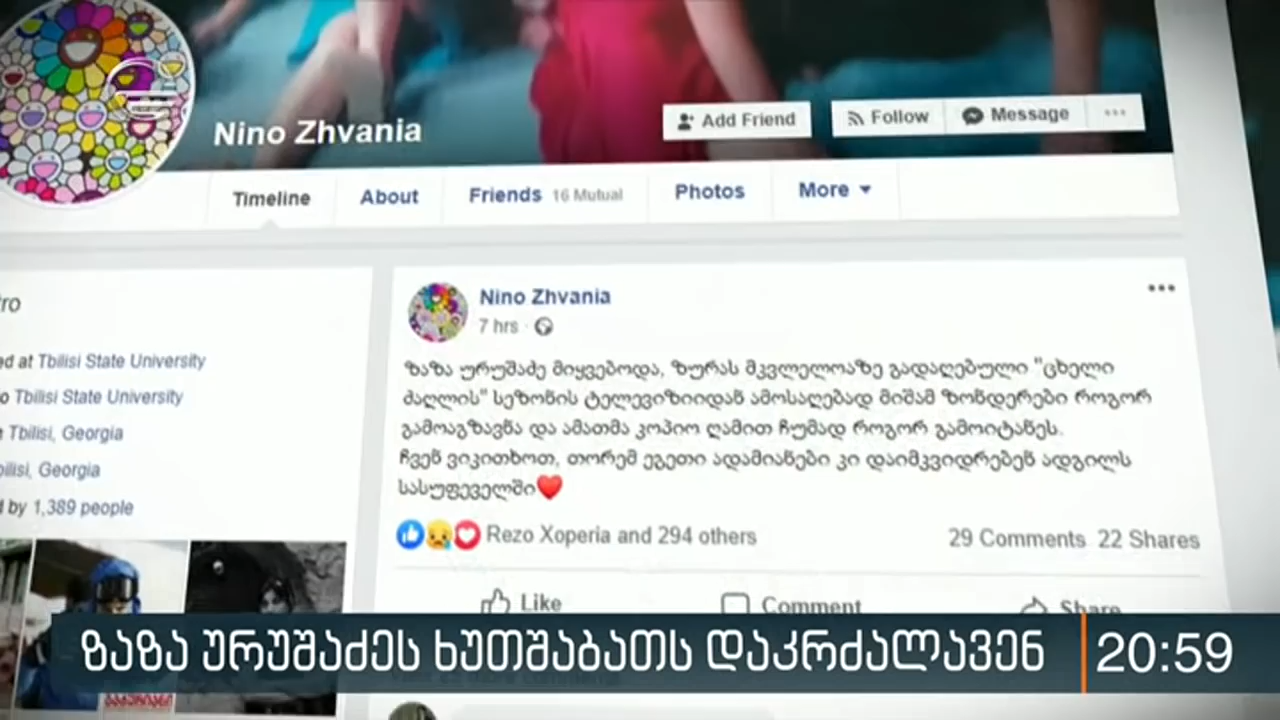 Nino Zhvania
Add Friend
Follow
Message
Timeline
About
Friends 16 Mutual
Photos
More
ro
ed at Tbilisi State University
o Tbilisi State University
Tbilisi, Georgia
bilisi, Georgia
d by 1,389 people
Nino Zhvania
7 hrs
ზაზა ურუშაძე მიყვებოდა, ზურას მკვლელოაზე გადაღებული "ცხელი
ძაღლის" სეზონის ტელევიზიიდან ამოსაღებად მიშამ ზონდერები როგორ
გამოაგზავნა და ამათმა კოპიო ღამით ჩუმად როგორ გამოიტანეს.
ჩვენ ვიკითხოთ, თორემ ეგეთი ადამიანები კი დაიმკვიდრებენ ადგილს
სასუფეველში❤️
Rezo Xoperia and 294 others
29 Comments 22 Shares
Like
Comment
Share
ზაზა ურუშაძეს ხუთშაბათს დაკრძალავენ
20:59